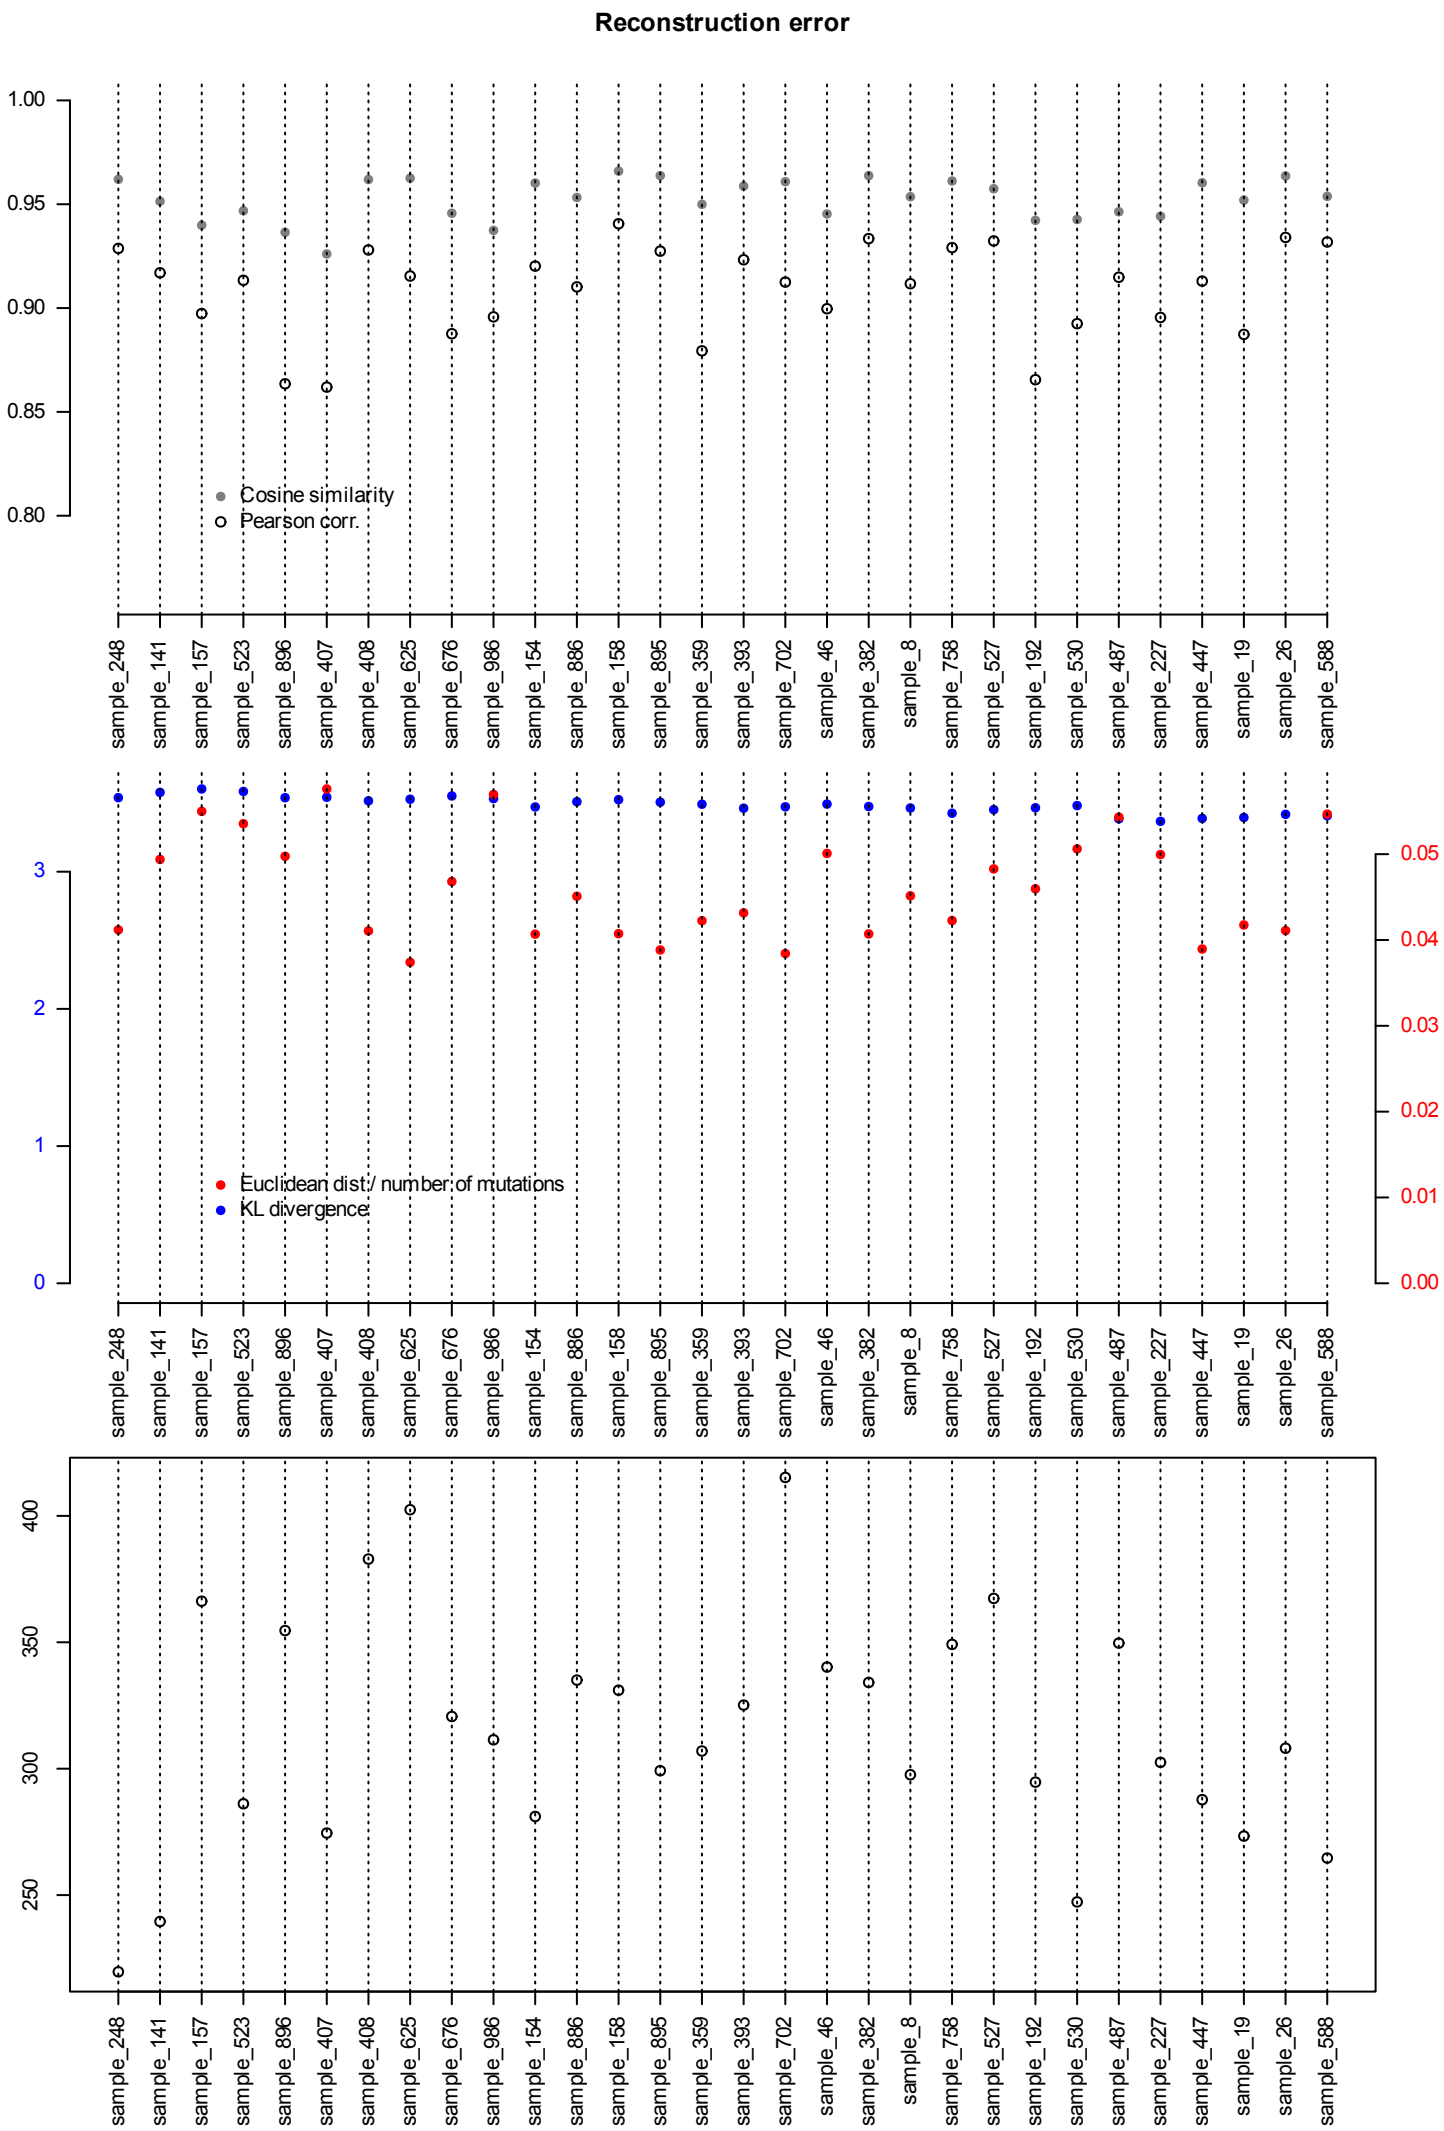 Reconstruction error
1.00
0.95
0.90
0.85
0.80
Cosine similarity
Pearson corr.
sample_248
sample_141
sample_157
sample_523
sample_896
sample_407
sample_408
sample_625
sample_676
sample_986
sample_154
sample_886
sample_158
sample_895
sample_359
sample_393
sample_702
sample_46
sample_382
sample_8
sample_758
sample_527
sample_192
sample_530
sample_487
sample_227
sample_447
sample_19
sample_26
sample_588
3
2
1
0
0.05
0.04
0.03
0.02
0.01
0.00
Euclidean dist./ number of mutations
KL divergence
sample_248
sample_141
sample_157
sample_523
sample_896
sample_407
sample_408
sample_625
sample_676
sample_986
sample_154
sample_886
sample_158
sample_895
sample_359
sample_393
sample_702
sample_46
sample_382
sample_8
sample_758
sample_527
sample_192
sample_530
sample_487
sample_227
sample_447
sample_19
sample_26
sample_588
400
350
300
250
sample_248
sample_141
sample_157
sample_523
sample_896
sample_407
sample_408
sample_625
sample_676
sample_986
sample_154
sample_886
sample_158
sample_895
sample_359
sample_393
sample_702
sample_46
sample_382
sample_8
sample_758
sample_527
sample_192
sample_530
sample_487
sample_227
sample_447
sample_19
sample_26
sample_588